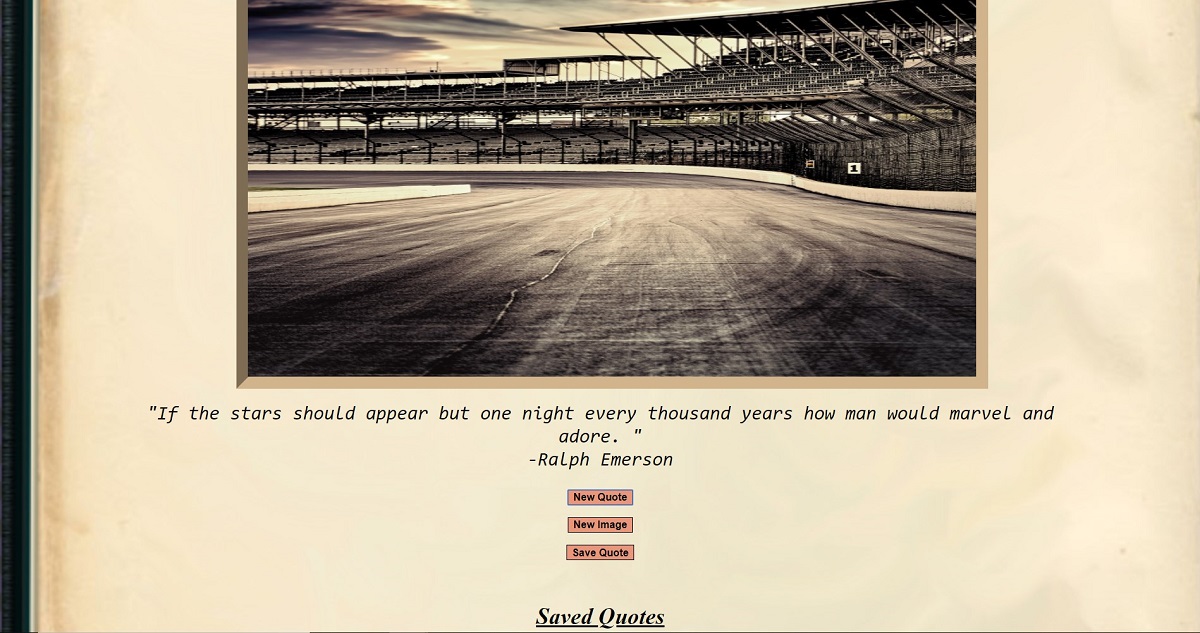 1
"If the stars should appear but one night every thousand years how man would marvel and
adore. "
-Ralph Emerson
New Quote
New Image
Save Quote
Saved Quotes